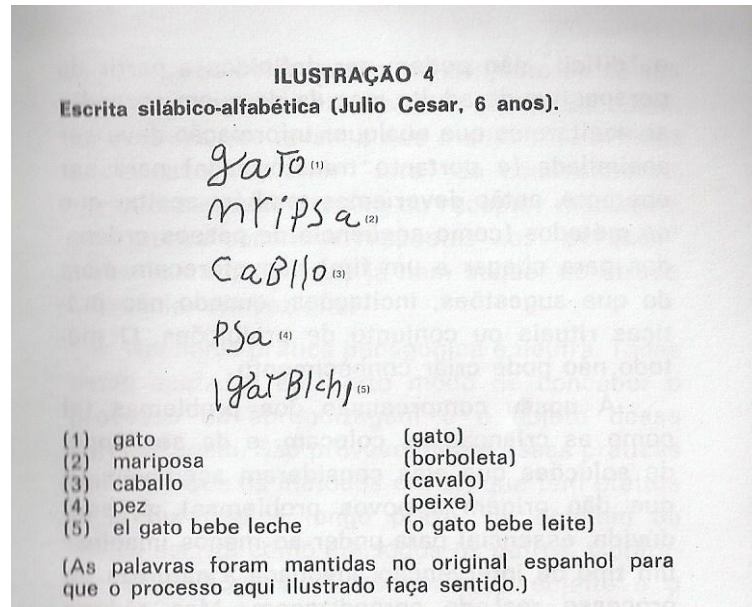 ILUSTRAÇÃO 4
Escrita silábico-alfabética (Julio Cesar, 6 anos).
gaTo (1)
mriPSa (2)
CaBllo (3)
PSa (4)
lgaTBlchl (5)
(1) gato (gato)
(2) mariposa (borboleta)
(3) caballo (cavalo)
(4) pez (peixe)
(5) el gato bebe leche (o gato bebe leite)
(As palavras foram mantidas no original espanhol para
que o processo aqui ilustrado faça sentido.)